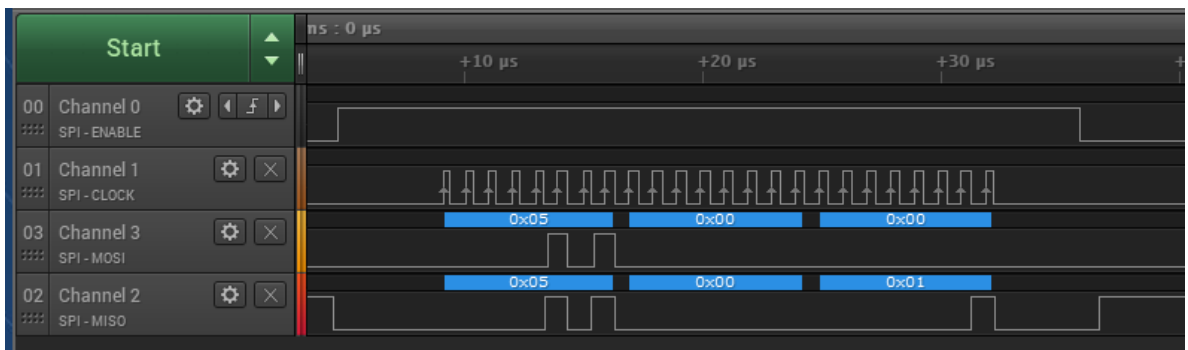 ns : 0 µs
Start
+10 µs
+20 µs
+30 µs
+
00 Channel 0
SPI - ENABLE
01 Channel 1
SPI - CLOCK
0x05 0x00 0x00
03 Channel 3
SPI - MOSI
0x05 0x00 0x01
02 Channel 2
SPI - MISO